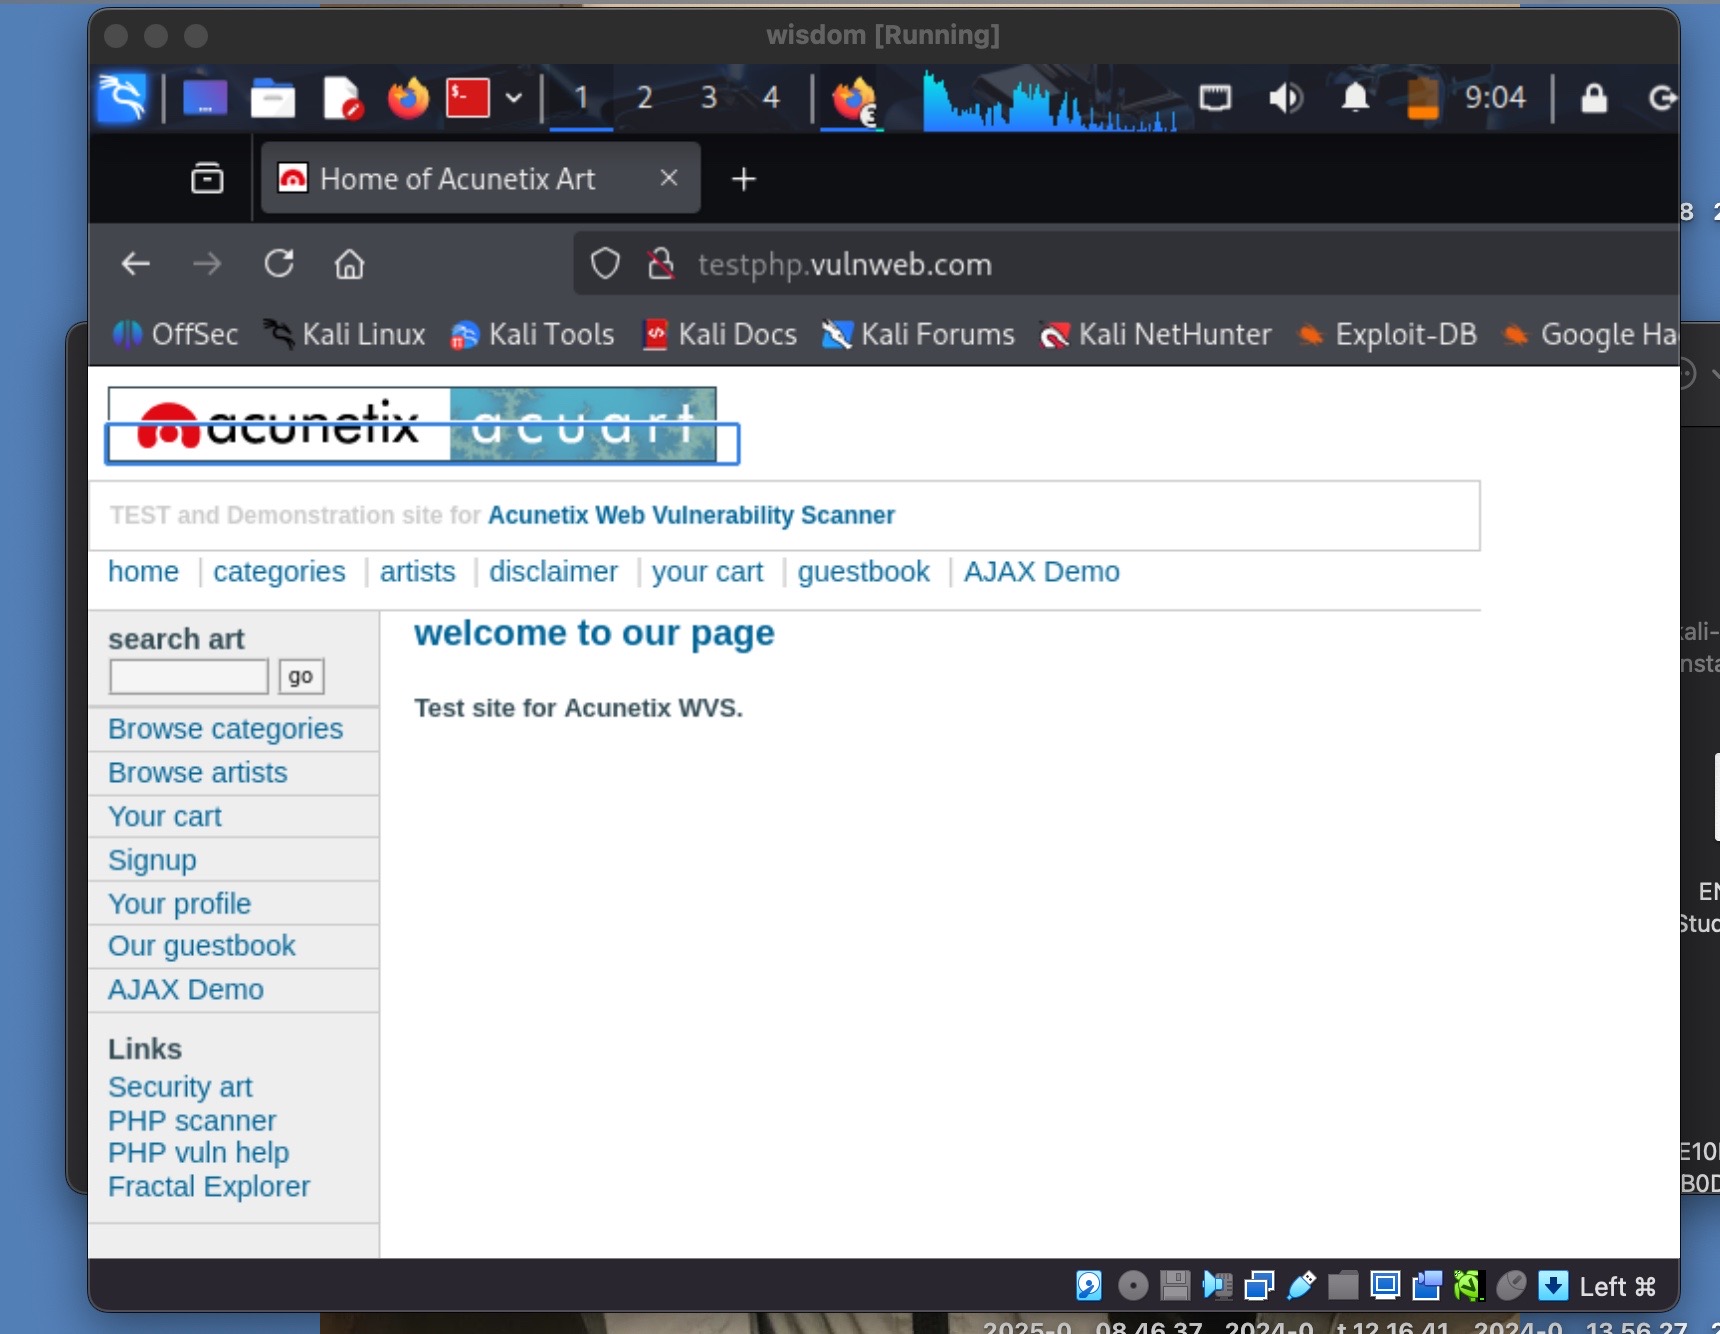 wisdom [Running]
1 2 3 4 9:04
Home of Acunetix Art
testphp.vulnweb.com
OffSec Kali Linux Kali Tools Kali Docs Kali Forums Kali NetHunter Exploit-DB Google Ha
acunetix acuart
TEST and Demonstration site for Acunetix Web Vulnerability Scanner
home categories artists disclaimer your cart guestbook AJAX Demo
search art
go
welcome to our page
Test site for Acunetix WVS.
Browse categories
Browse artists
Your cart
Signup
Your profile
Our guestbook
AJAX Demo
Links
Security art
PHP scanner
PHP vuln help
Fractal Explorer
Left ⌘
2025-0 08.46.37 2024-0 t 12.16.41 2024-0 13.56.27